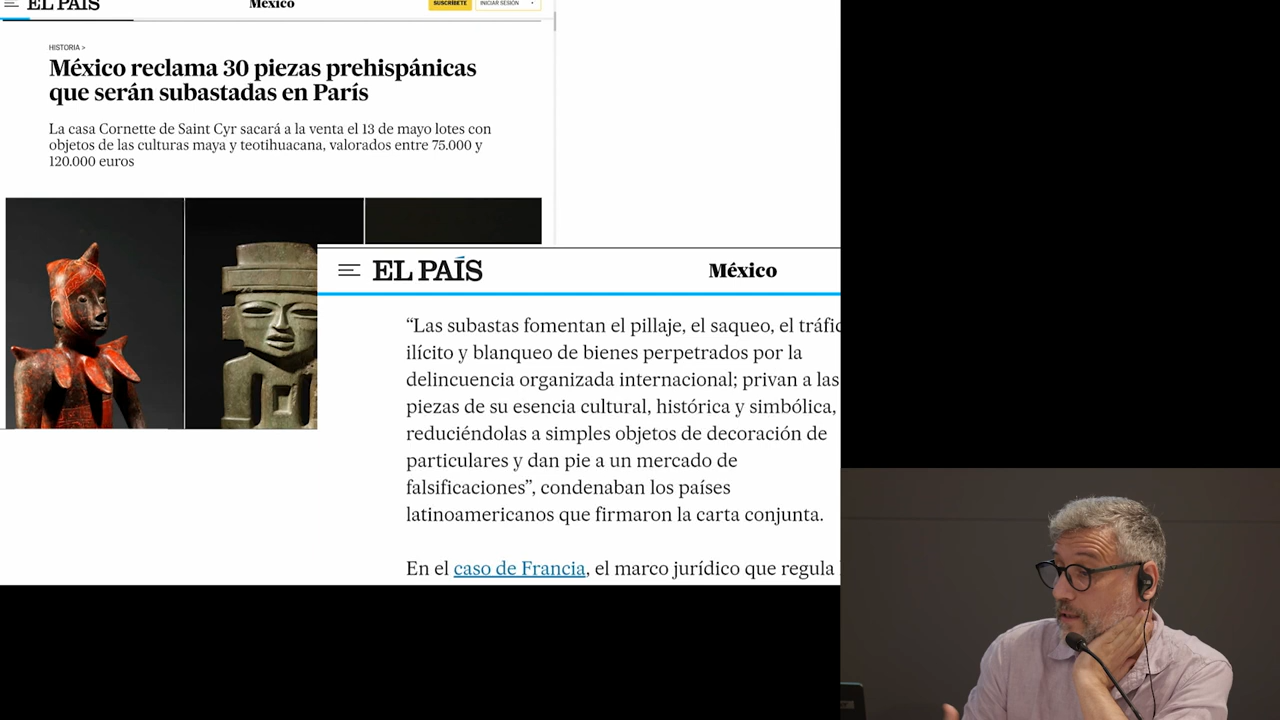 EL PAÍS
México
SUSCRÍBETE
INICIAR SESIÓN
HISTORIA >
México reclama 30 piezas prehispánicas
que serán subastadas en París
La casa Cornette de Saint Cyr sacará a la venta el 13 de mayo lotes con
objetos de las culturas maya y teotihuacana, valorados entre 75.000 y
120.000 euros
EL PAÍS
México
“Las subastas fomentan el pillaje, el saqueo, el tráfic
ilícito y blanqueo de bienes perpetrados por la
delincuencia organizada internacional; privan a las
piezas de su esencia cultural, histórica y simbólica,
reduciéndolas a simples objetos de decoración de
particulares y dan pie a un mercado de
falsificaciones”, condenaban los países
latinoamericanos que firmaron la carta conjunta.
En el caso de Francia, el marco jurídico que regula